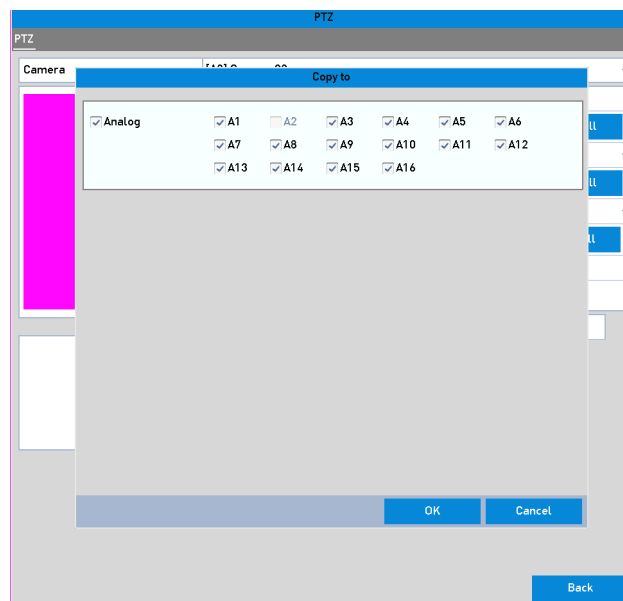 PTZ
PTZ
Camera
Copy to
Analog A1 A2 A3 A4 A5 A6
A7 A8 A9 A10 A11 A12
A13 A14 A15 A16
OK Cancel
Back